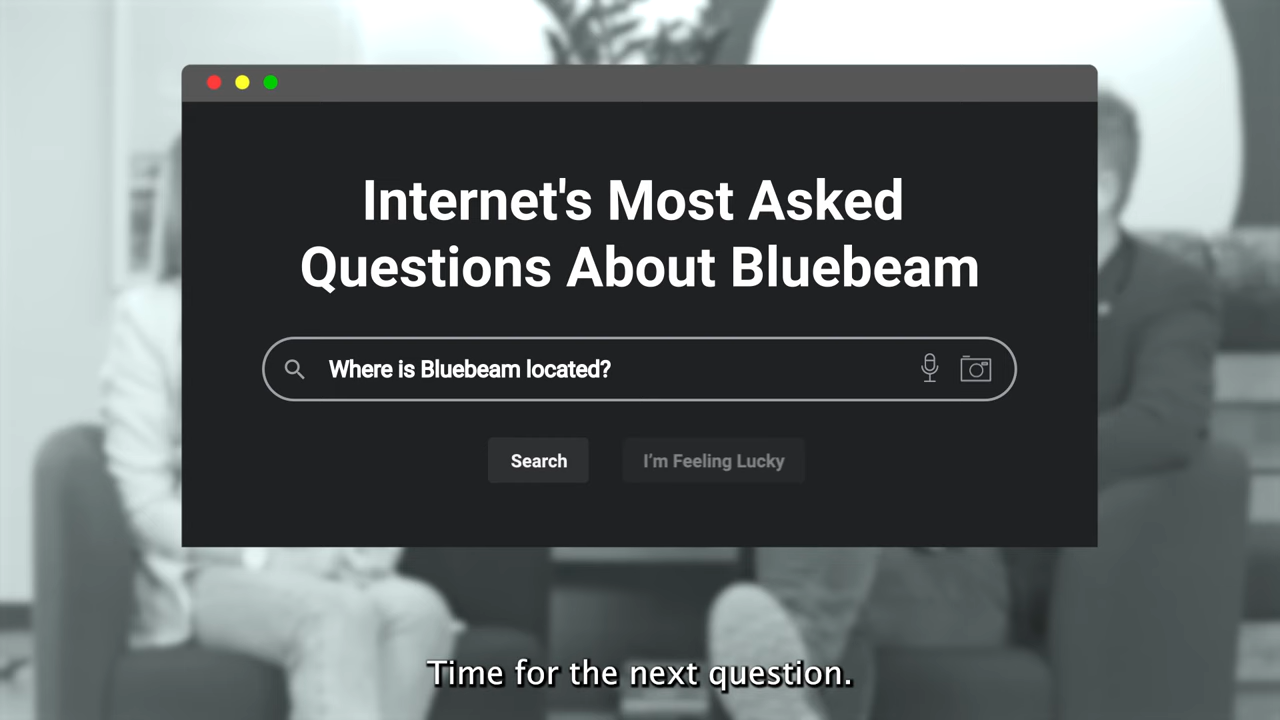 Internet's Most Asked
Questions About Bluebeam
Where is Bluebeam located?
Search
I'm Feeling Lucky
Time for the next question.